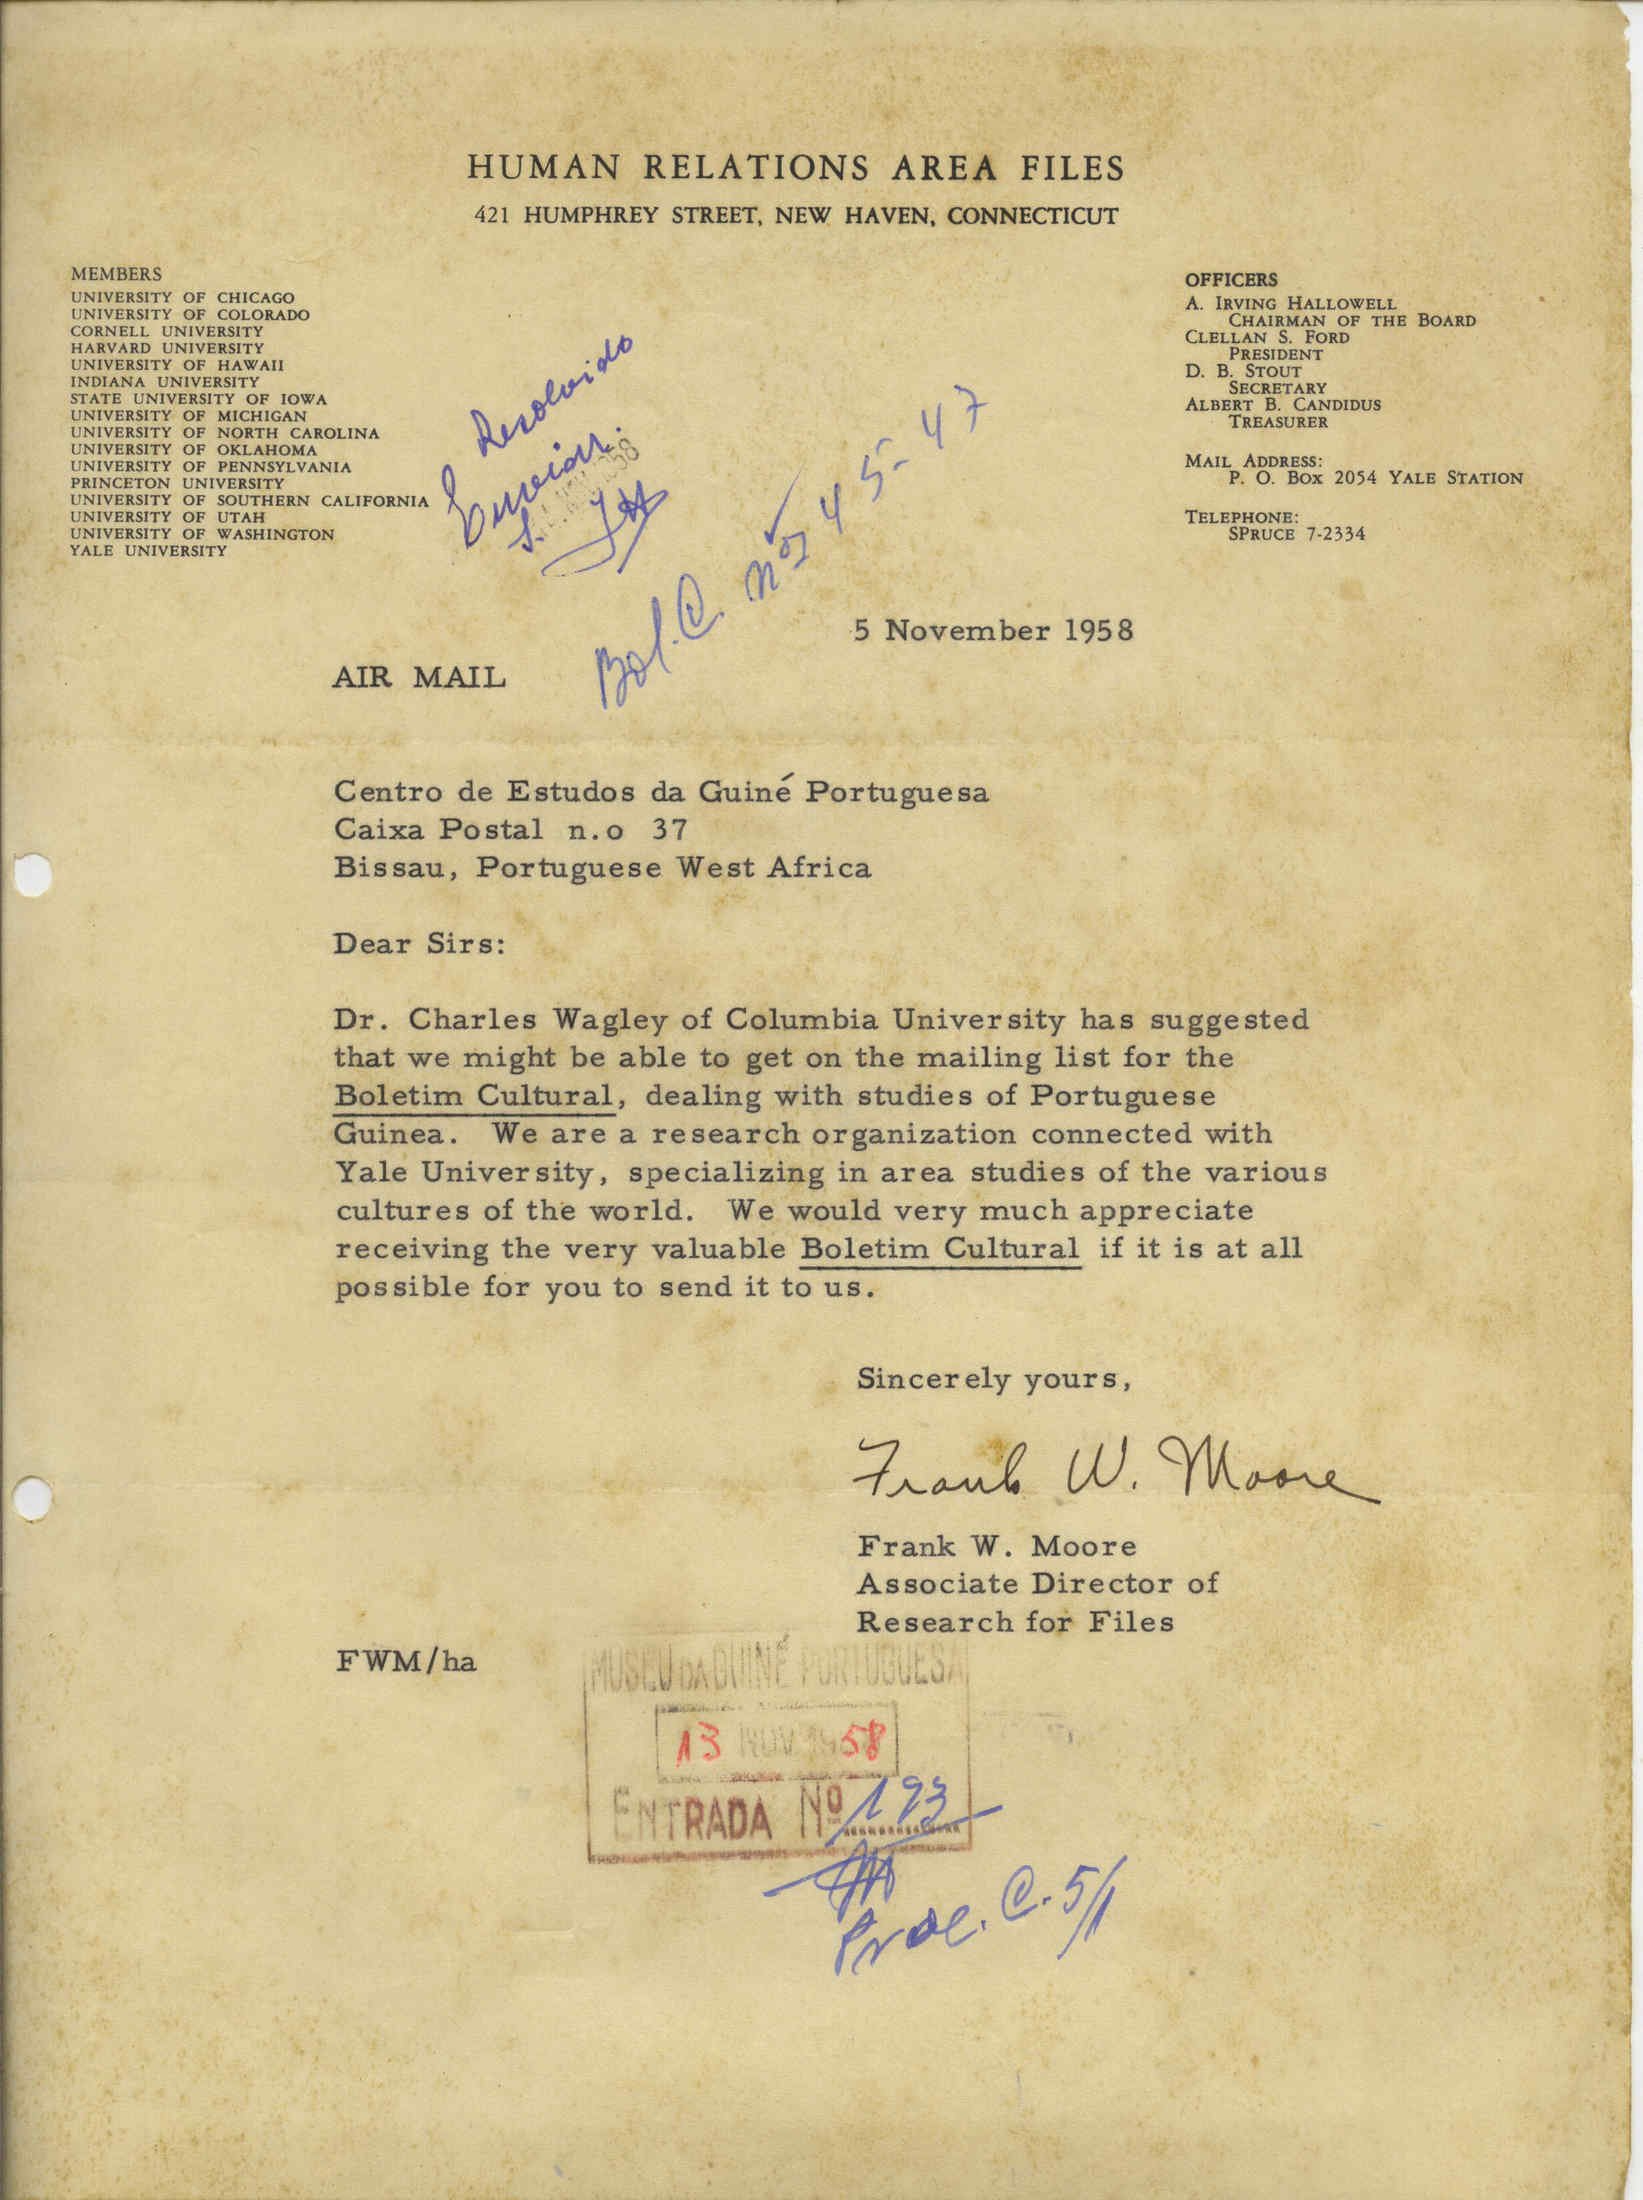 HUMAN RELATIONS AREA FILES
421 HUMPHREY STREET, NEW HAVEN, CONNECTICUT
MEMBERS
UNIVERSITY OF CHICAGO
UNIVERSITY OF COLORADO
CORNELL UNIVERSITY
HARVARD UNIVERSITY
UNIVERSITY OF HAWAII
INDIANA UNIVERSITY
STATE UNIVERSITY OF IOWA
UNIVERSITY OF MICHIGAN
UNIVERSITY OF NORTH CAROLINA
UNIVERSITY OF OKLAHOMA
UNIVERSITY OF PENNSYLVANIA
PRINCETON UNIVERSITY
UNIVERSITY OF SOUTHERN CALIFORNIA
UNIVERSITY OF UTAH
UNIVERSITY OF WASHINGTON
YALE UNIVERSITY
OFFICERS
A. IRVING HALLOWELL
CHAIRMAN OF THE BOARD
CLELLAN S. FORD
PRESIDENT
D. B. STOUT
SECRETARY
ALBERT B. CANDIDUS
TREASURER
MAIL ADDRESS:
P. O. BOX 2054 YALE STATION
TELEPHONE:
SPRUCE 7-2334
Resolvido
Bol. C. nos 45-47
5 November 1958
AIR MAIL
Centro de Estudos da Guiné Portuguesa
Caixa Postal n.o 37
Bissau, Portuguese West Africa
Dear Sirs:
Dr. Charles Wagley of Columbia University has suggested
that we might be able to get on the mailing list for the
Boletim Cultural, dealing with studies of Portuguese
Guinea. We are a research organization connected with
Yale University, specializing in area studies of the various
cultures of the world. We would very much appreciate
receiving the very valuable Boletim Cultural if it is at all
possible for you to send it to us.
Sincerely yours,
Frank W. Moore
Frank W. Moore
Associate Director of
Research for Files
FWM/ha
MUSEU DA GUINÉ PORTUGUESA
13 NOV 1958
ENTRADA Nº 193
Proc. C. 5/1